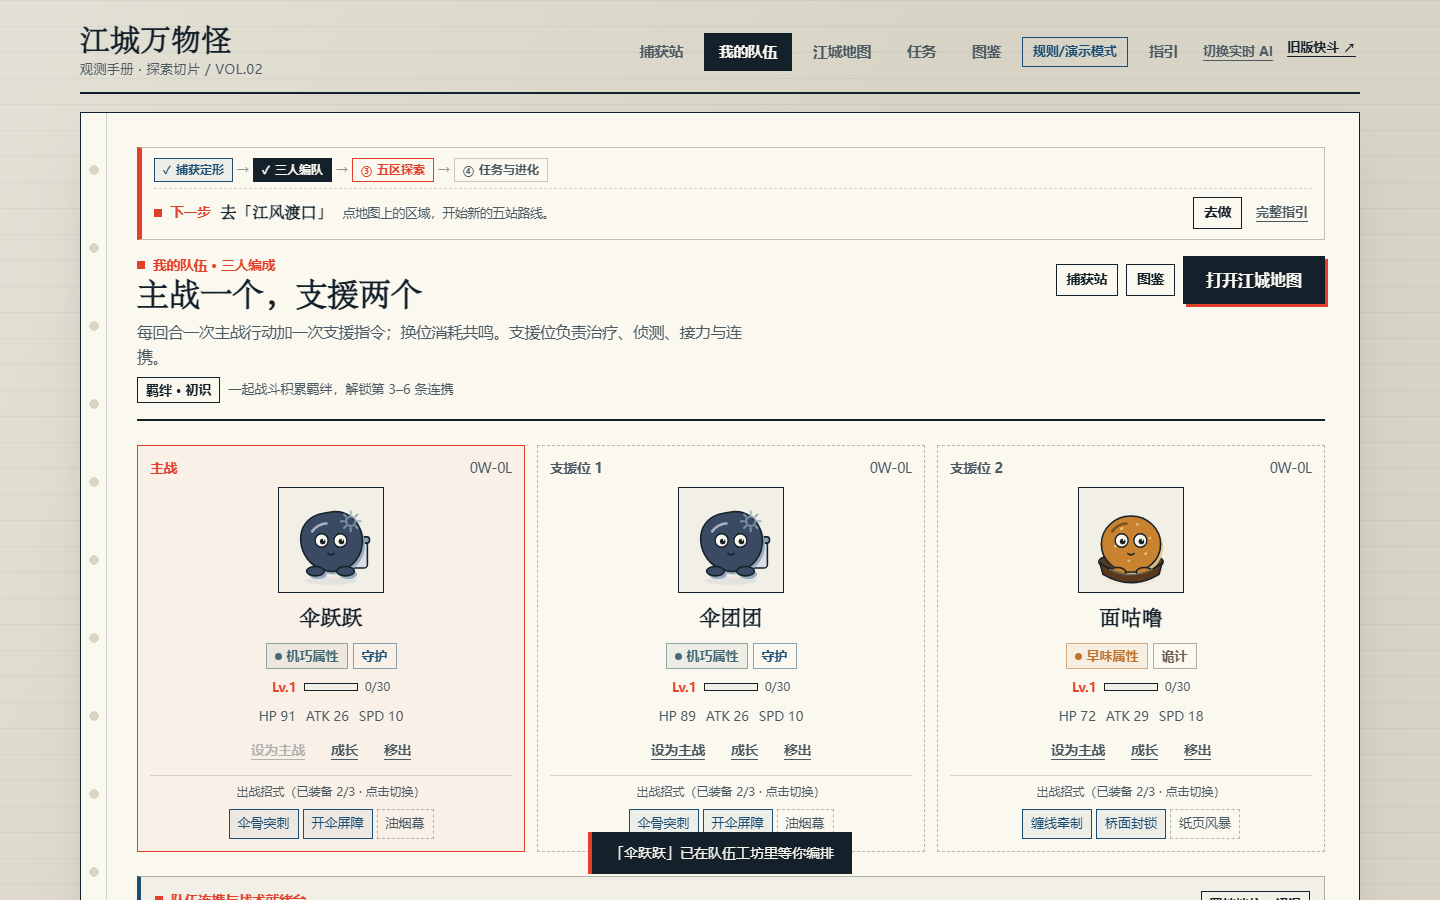 江城万物怪
观测手册 · 探索切片 / VOL.02
捕获站 我的队伍 江城地图 任务 图鉴 规则/演示模式 指引 切换实时 AI 旧版快斗 ↗
✓ 捕获定形 → ✓ 三人编队 → ③ 五区探索 → ④ 任务与进化
下一步 去「江风渡口」 点地图上的区域，开始新的五站路线。 去做 完整指引
我的队伍 • 三人编成
主战一个，支援两个
捕获站 图鉴 打开江城地图
每回合一次主战行动加一次支援指令；换位消耗共鸣。支援位负责治疗、侦测、接力与连
携。
羁绊 • 初识 一起战斗积累羁绊，解锁第 3–6 条连携
主战 0W-0L
伞跃跃
机巧属性 守护
Lv.1 0/30
HP 91 ATK 26 SPD 10
设为主战 成长 移出
出战招式（已装备 2/3 · 点击切换）
伞骨突刺 开伞屏障 油烟幕
支援位 1 0W-0L
伞团团
机巧属性 守护
Lv.1 0/30
HP 89 ATK 26 SPD 10
设为主战 成长 移出
出战招式（已装备 2/3 · 点击切换）
伞骨突刺 开伞屏障 油烟幕
支援位 2 0W-0L
面咕噜
早味属性 诡计
Lv.1 0/30
HP 72 ATK 29 SPD 18
设为主战 成长 移出
出战招式（已装备 2/3 · 点击切换）
缠线牵制 桥面封锁 纸页风暴
「伞跃跃」已在队伍工坊里等你编排